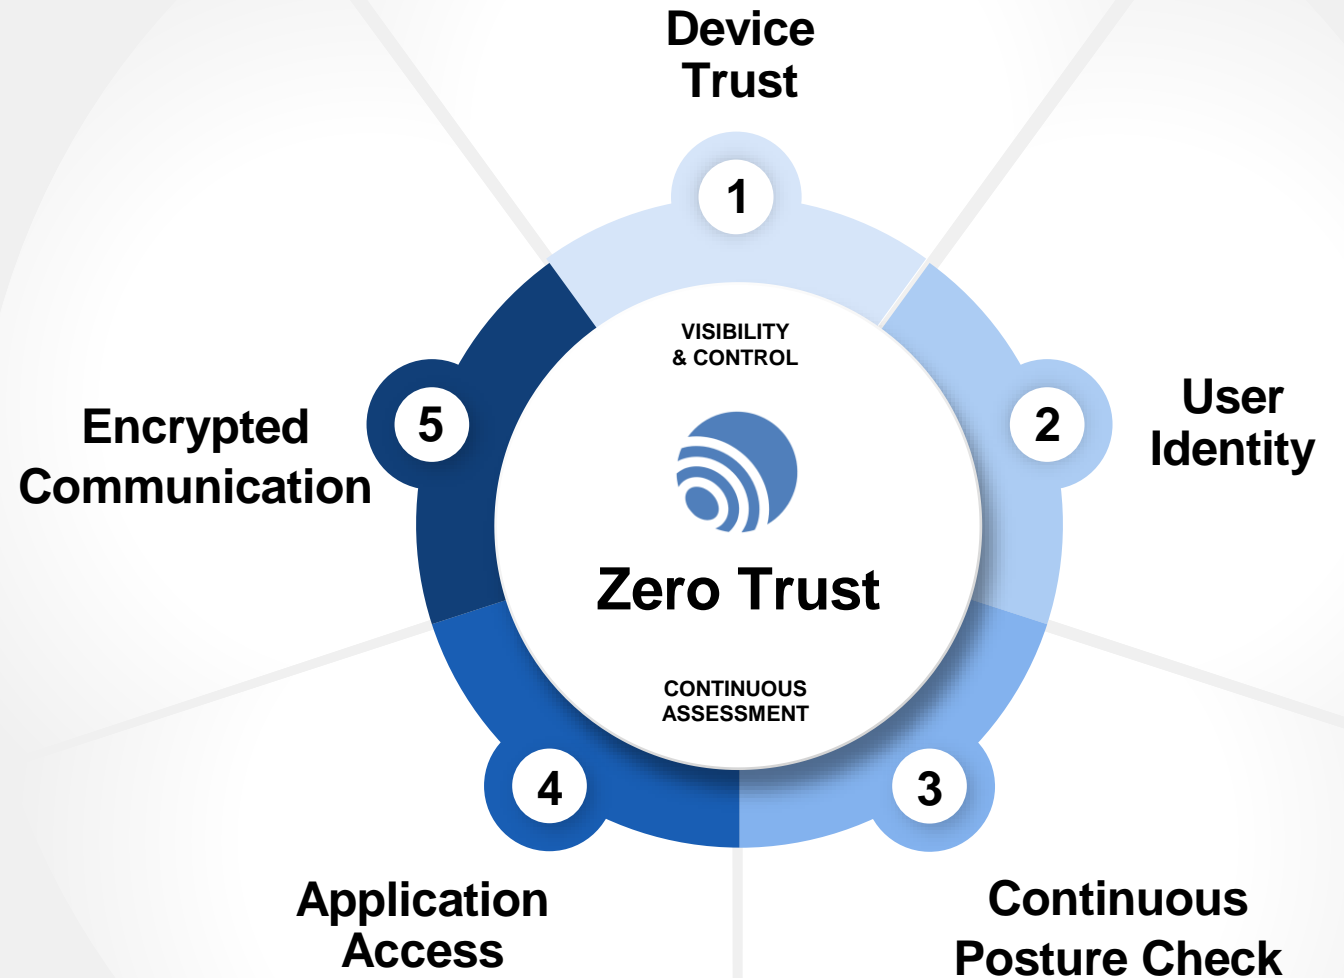 Device
Trust
1
VISIBILITY
& CONTROL
2
User
Identity
5
Encrypted
Communication
Zero Trust
CONTINUOUS
ASSESSMENT
4
3
Application
Access
Continuous
Posture Check